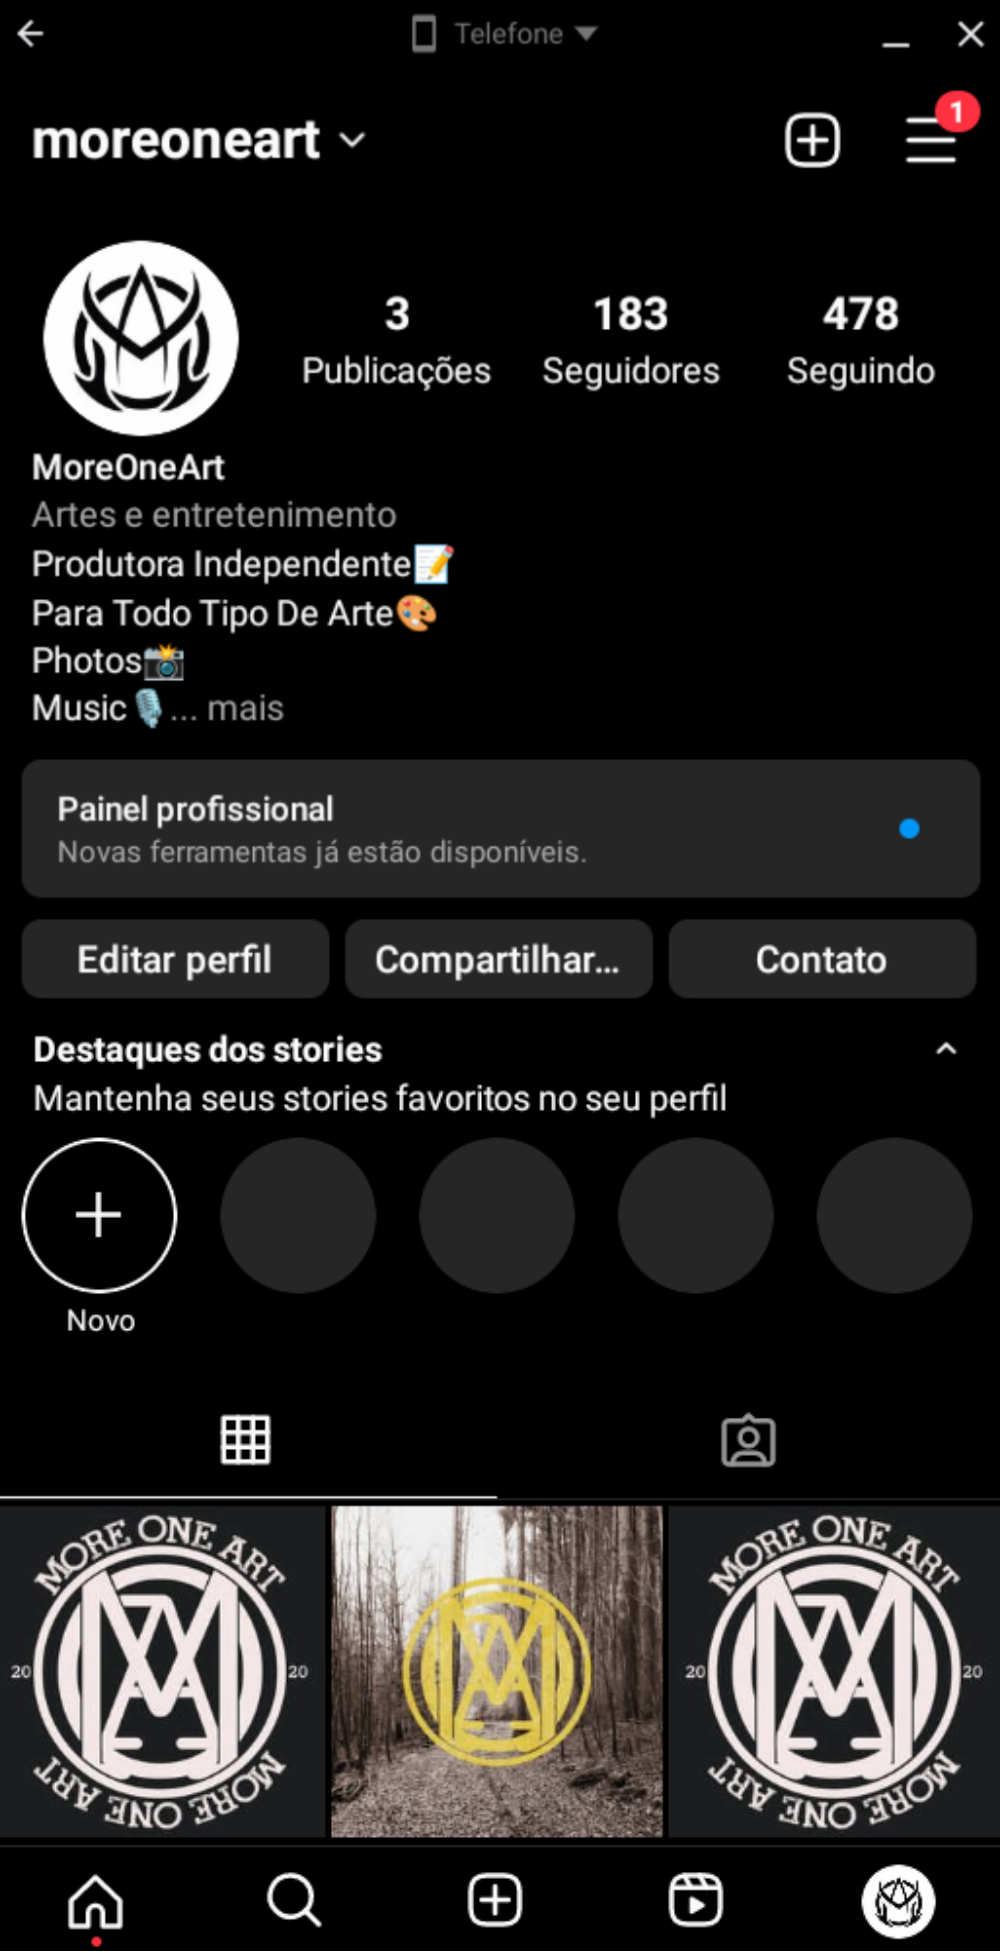 Telefone
moreoneart
1
3
Publicações
183
Seguidores
478
Seguindo
MoreOneArt
Artes e entretenimento
Produtora Independente📝
Para Todo Tipo De Arte🎨
Photos📸
Music🎙️... mais
Painel profissional
Novas ferramentas já estão disponíveis.
Editar perfil
Compartilhar...
Contato
Destaques dos stories
Mantenha seus stories favoritos no seu perfil
Novo
MORE ONE ART
20 20
MORE ONE ART
MORE ONE ART
20 20
MORE ONE ART